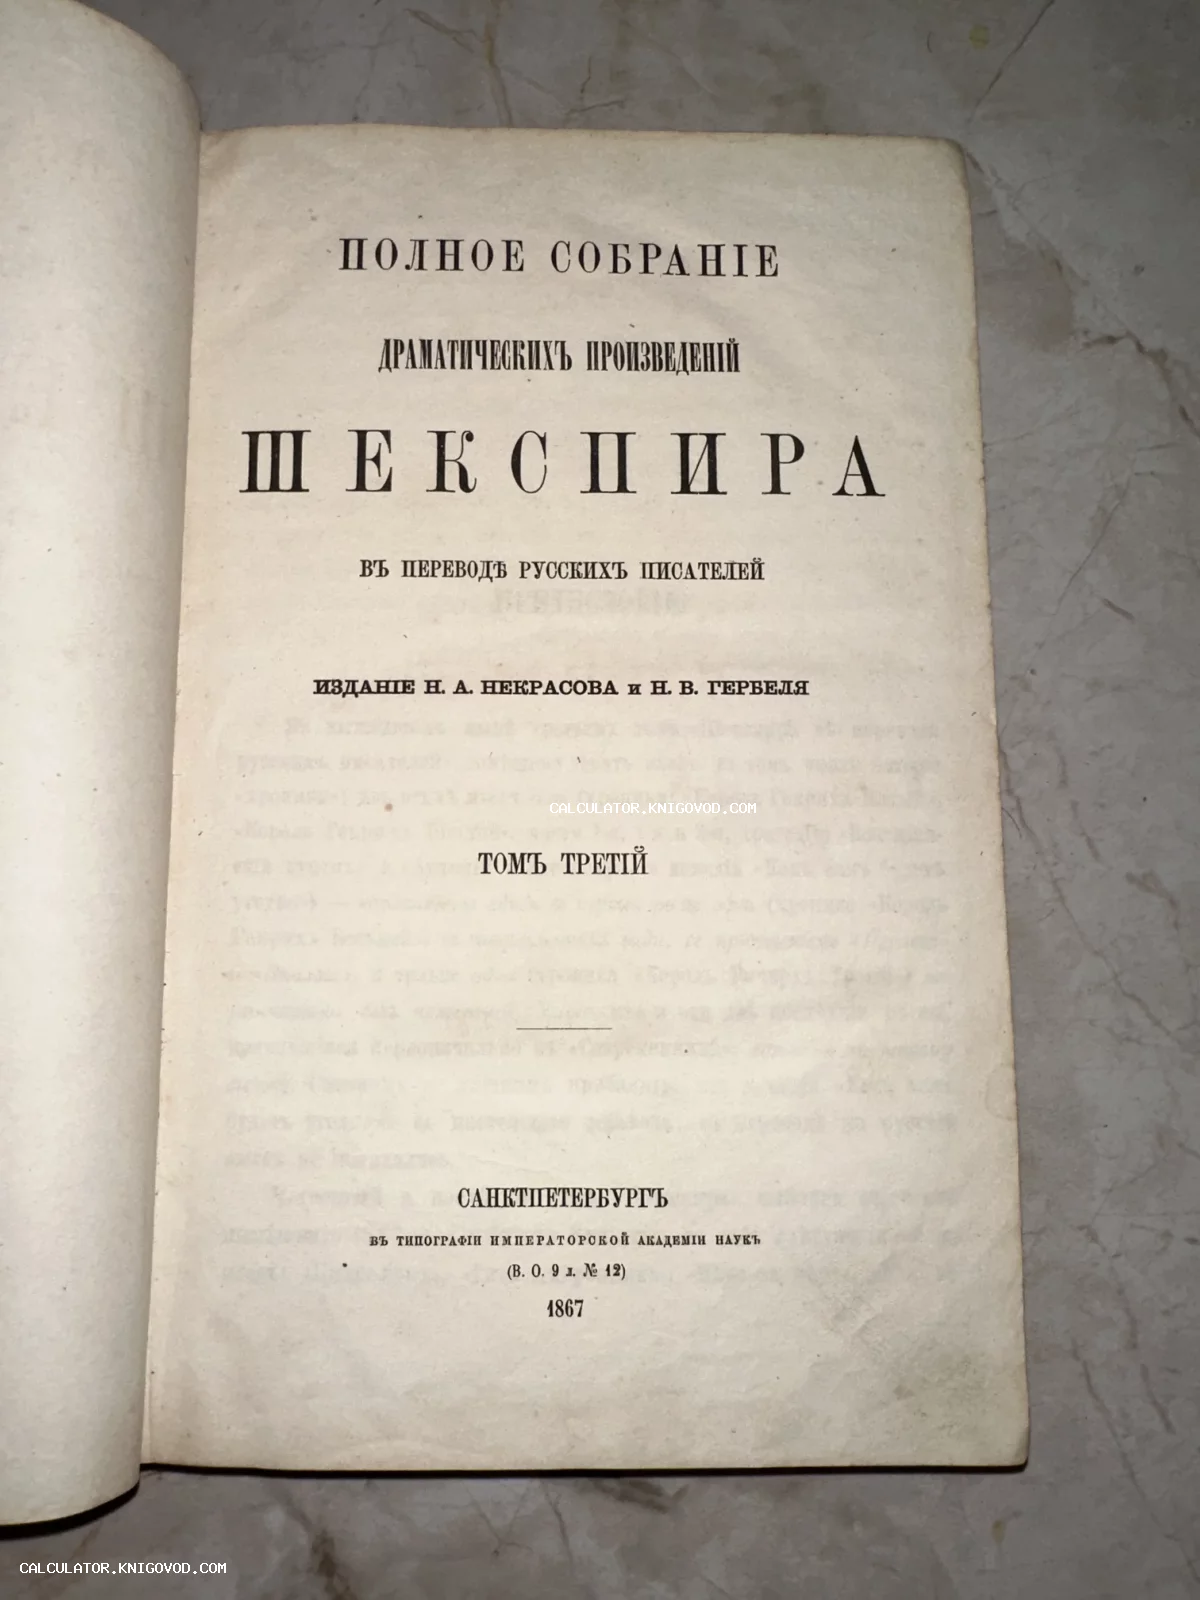 ПОЛНОЕ СОБРАНІЕ
ДРАМАТИЧЕСКИХЪ ПРОИЗВЕДЕНІЙ
ШЕКСПИРА
ВЪ ПЕРЕВОДѢ РУССКИХЪ ПИСАТЕЛЕЙ
ИЗДАНІЕ Н. А. НЕКРАСОВА и Н. В. ГЕРБЕЛЯ
CALCULATOR.KNIGOVOD.COM
ТОМЪ ТРЕТІЙ
САНКТПЕТЕРБУРГЪ
ВЪ ТИПОГРАФІИ ИМПЕРАТОРСКОЙ АКАДЕМІИ НАУКЪ
(В. О. 9 л. № 12)
1867
CALCULATOR.KNIGOVOD.COM